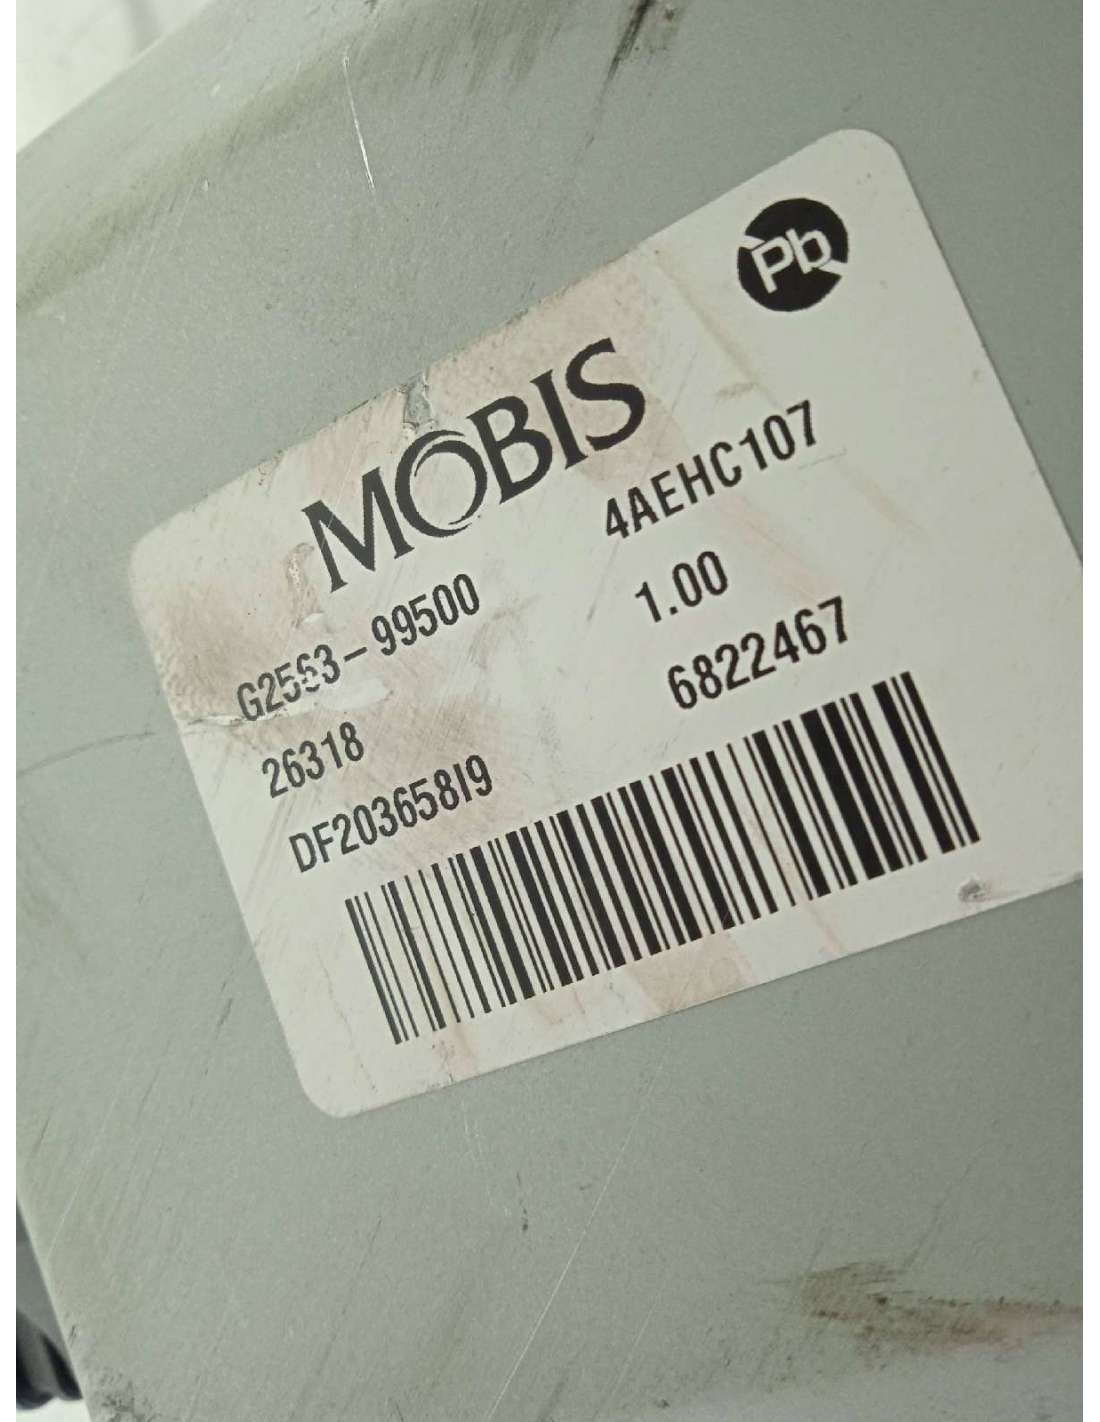 Pb
MOBIS
G2563-99500 4AEHC107
26318 1.00
DF20365819 6822467